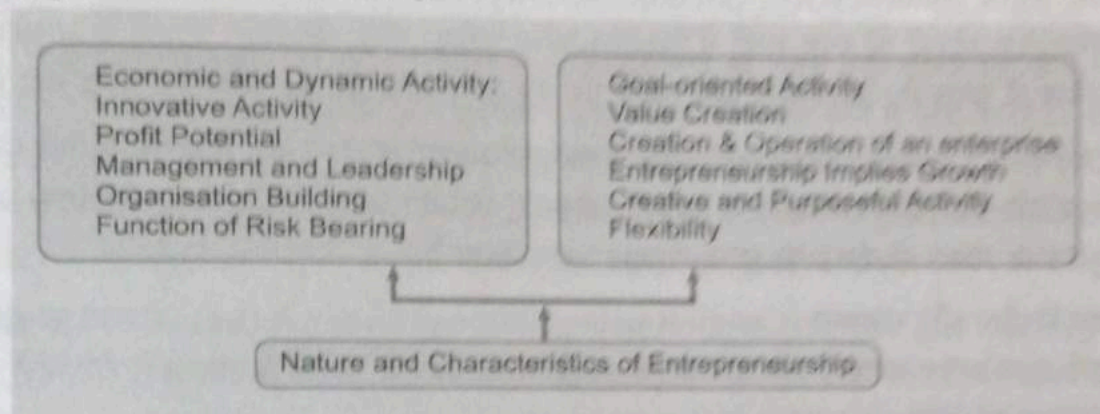 Economic and Dynamic Activity:
Innovative Activity
Profit Potential
Management and Leadership
Organisation Building
Function of Risk Bearing
Goal-oriented Activity
Value Creation
Creation & Operation of an enterprise
Entrepreneurship Implies Growth
Creative and Purposeful Activity
Flexibility
Nature and Characteristics of Entrepreneurship